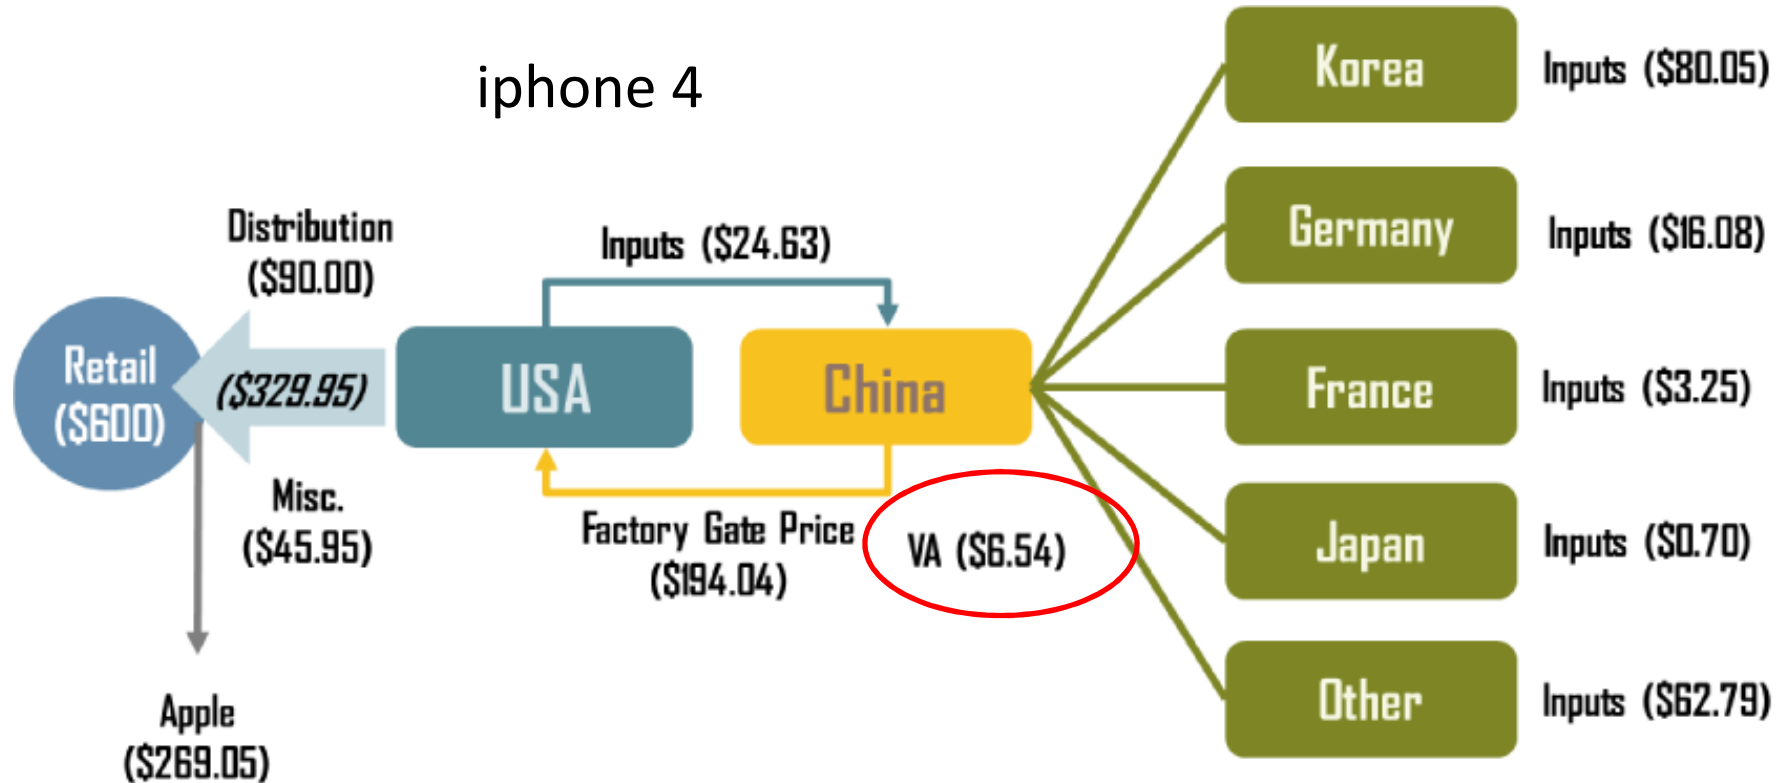 iphone 4
Korea
Inputs ($80.05)
Germany
Inputs ($16.08)
France
Inputs ($3.25)
Japan
Inputs ($0.70)
Other
Inputs ($62.79)
Distribution
($90.00)
Inputs ($24.63)
Retail
($600)
($329.95)
USA
China
Misc.
($45.95)
Factory Gate Price
($194.04)
VA ($6.54)
Apple
($269.05)